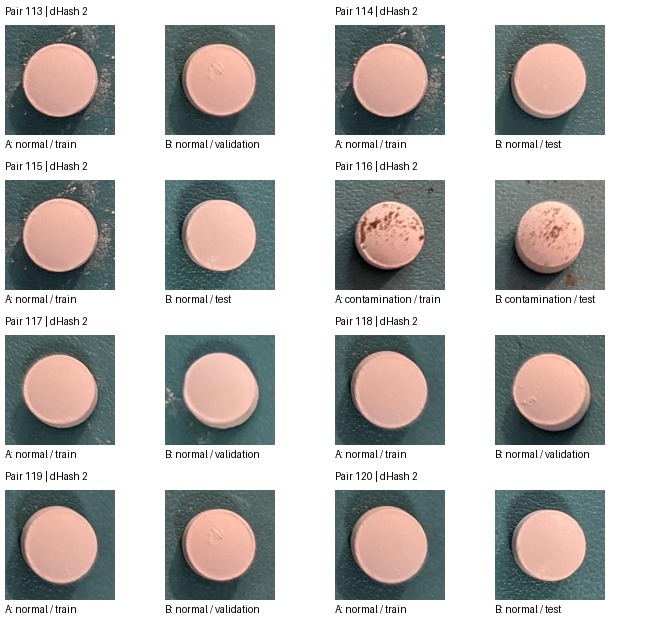 Pair 113 | dHash 2
Pair 114 | dHash 2
A: normal / train
B: normal / validation
A: normal / train
B: normal / test
Pair 115 | dHash 2
Pair 116 | dHash 2
A: normal / train
B: normal / test
A: contamination / train
B: contamination / test
Pair 117 | dHash 2
Pair 118 | dHash 2
A: normal / train
B: normal / validation
A: normal / train
B: normal / validation
Pair 119 | dHash 2
Pair 120 | dHash 2
A: normal / train
B: normal / validation
A: normal / train
B: normal / test